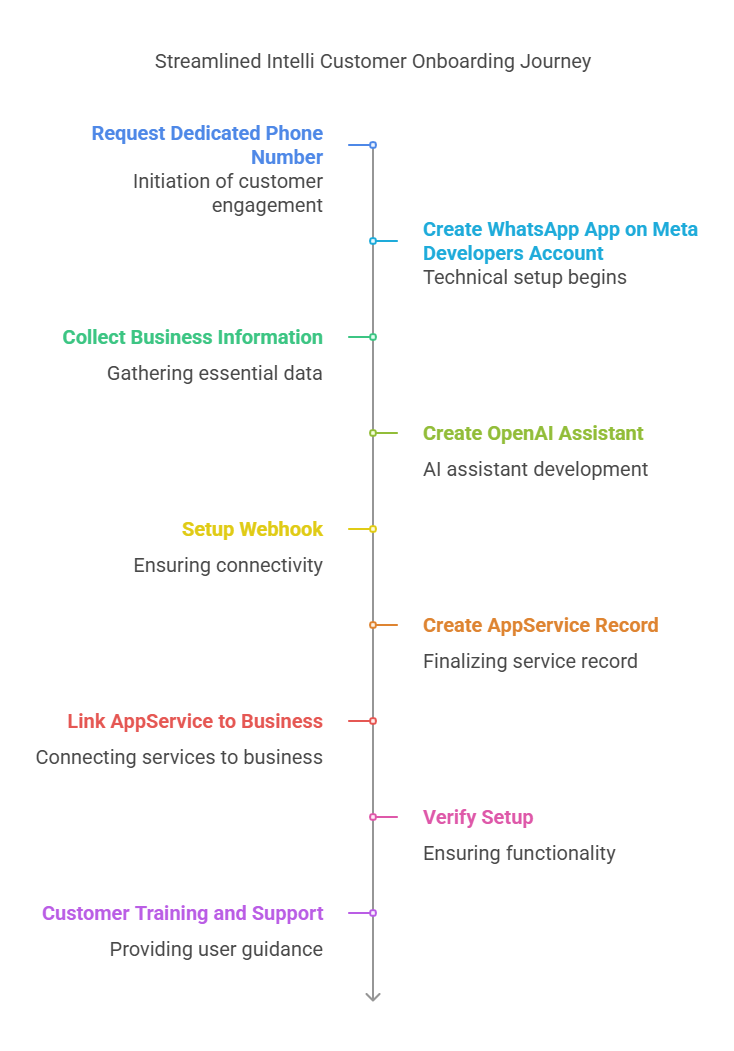 Streamlined Intelli Customer Onboarding Journey
Request Dedicated Phone
Number
Initiation of customer
engagement
Create WhatsApp App on Meta
Developers Account
Technical setup begins
Collect Business Information
Gathering essential data
Create OpenAI Assistant
AI assistant development
Setup Webhook
Ensuring connectivity
Create AppService Record
Finalizing service record
Link AppService to Business
Connecting services to business
Verify Setup
Ensuring functionality
Customer Training and Support
Providing user guidance